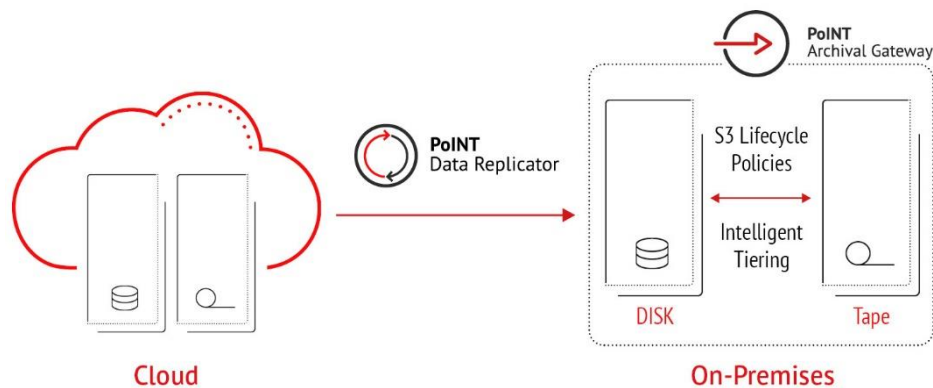 PoINT
Archival Gateway
PoINT
Data Replicator
S3 Lifecycle
Policies
Intelligent
Tiering
DISK
Tape
Cloud
On-Premises